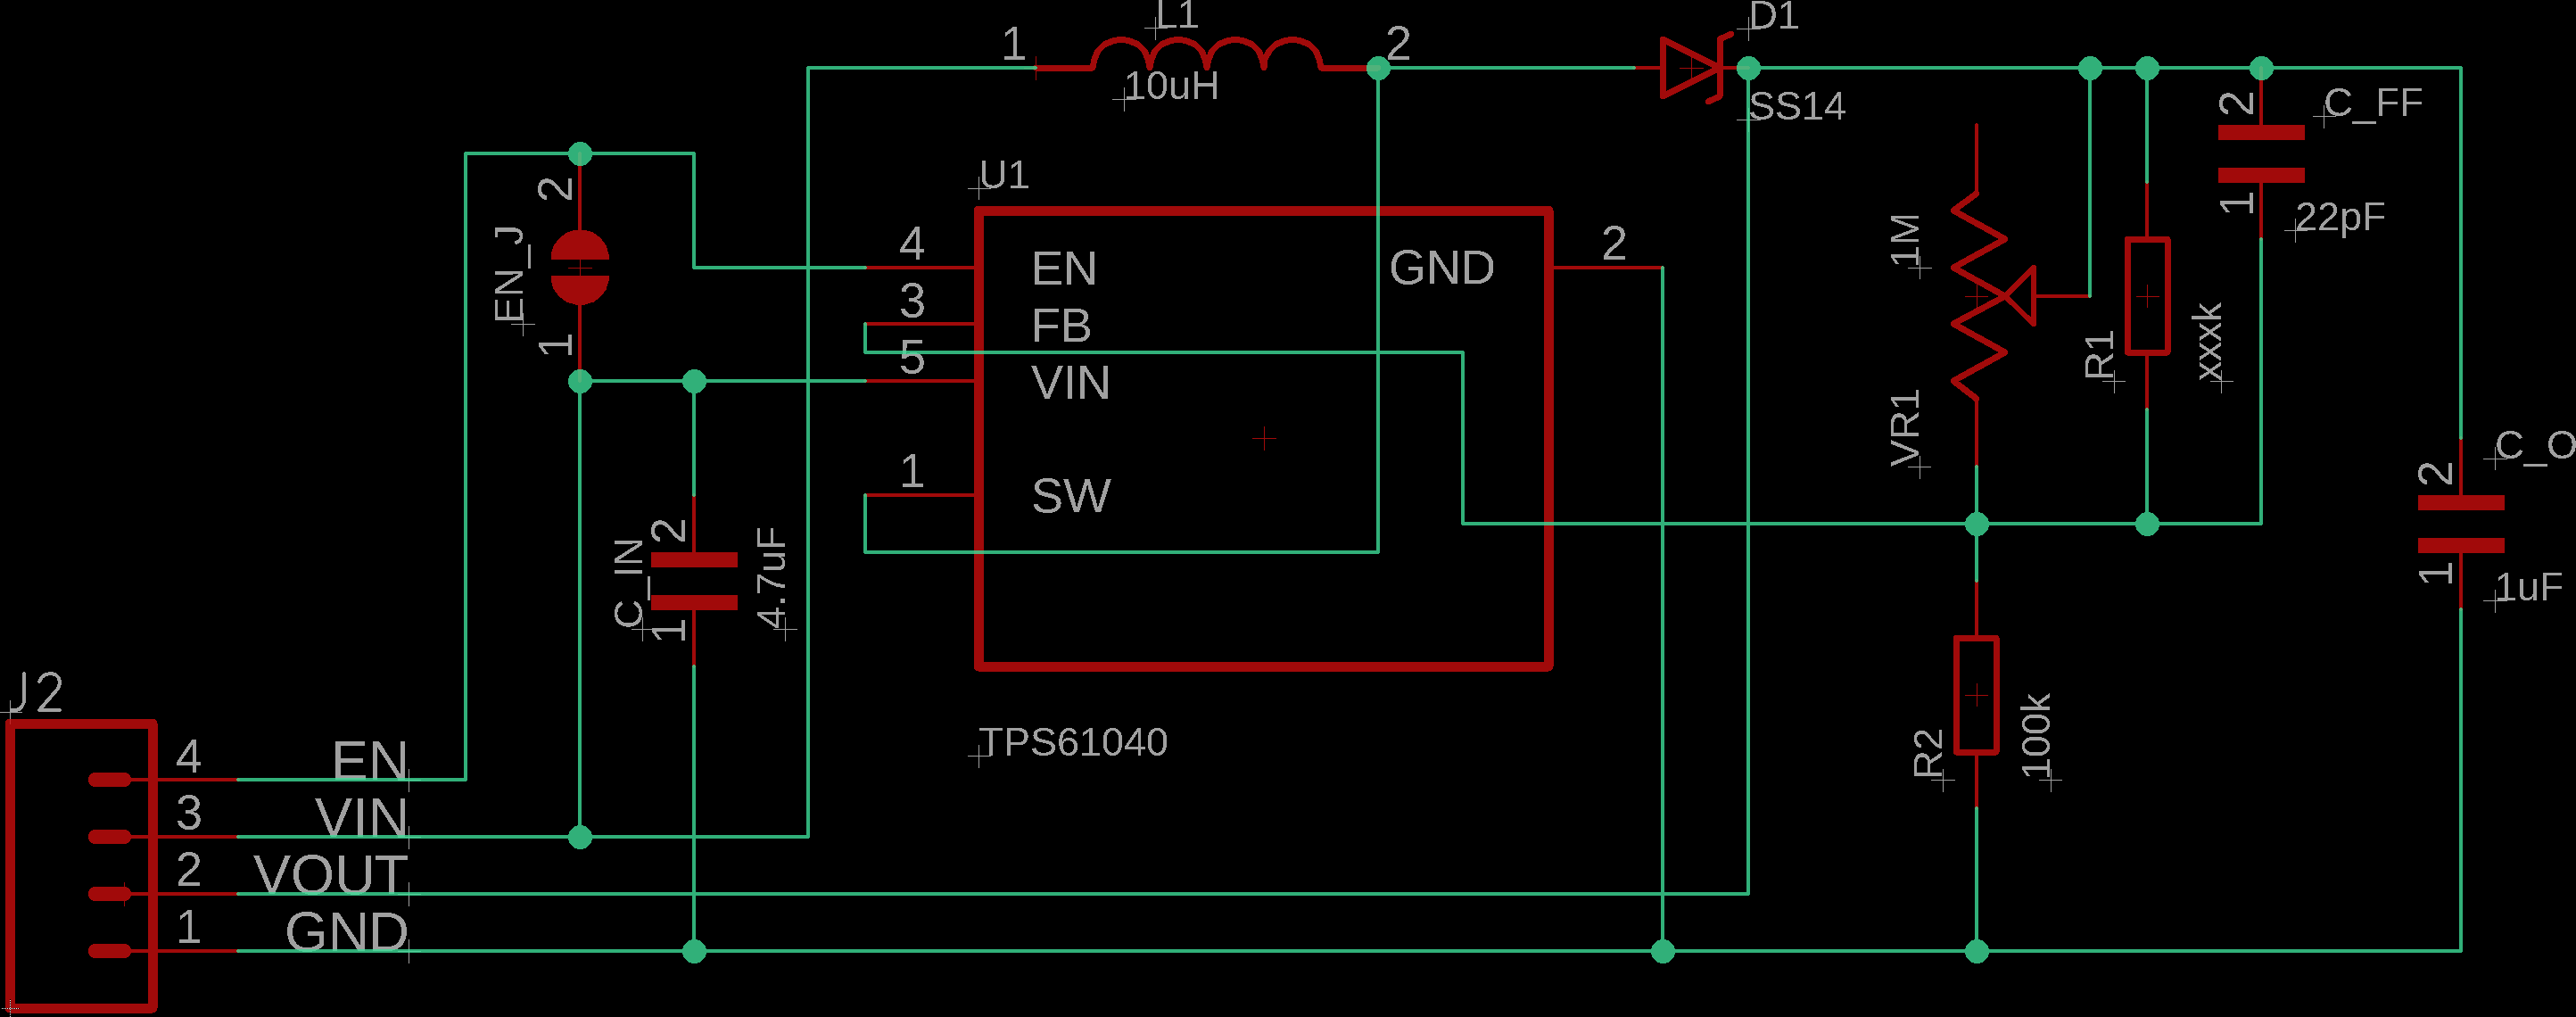 L1
1
2
10uH
D1
SS14
C_FF
2
1
22pF
U1
4
EN
3
FB
5
VIN
1
SW
GND
2
TPS61040
EN_J
2
1
1M
VR1
R1
xxxk
C_O
2
1
1uF
C_IN
2
1
4.7uF
R2
100k
J2
4
EN
3
VIN
2
VOUT
1
GND